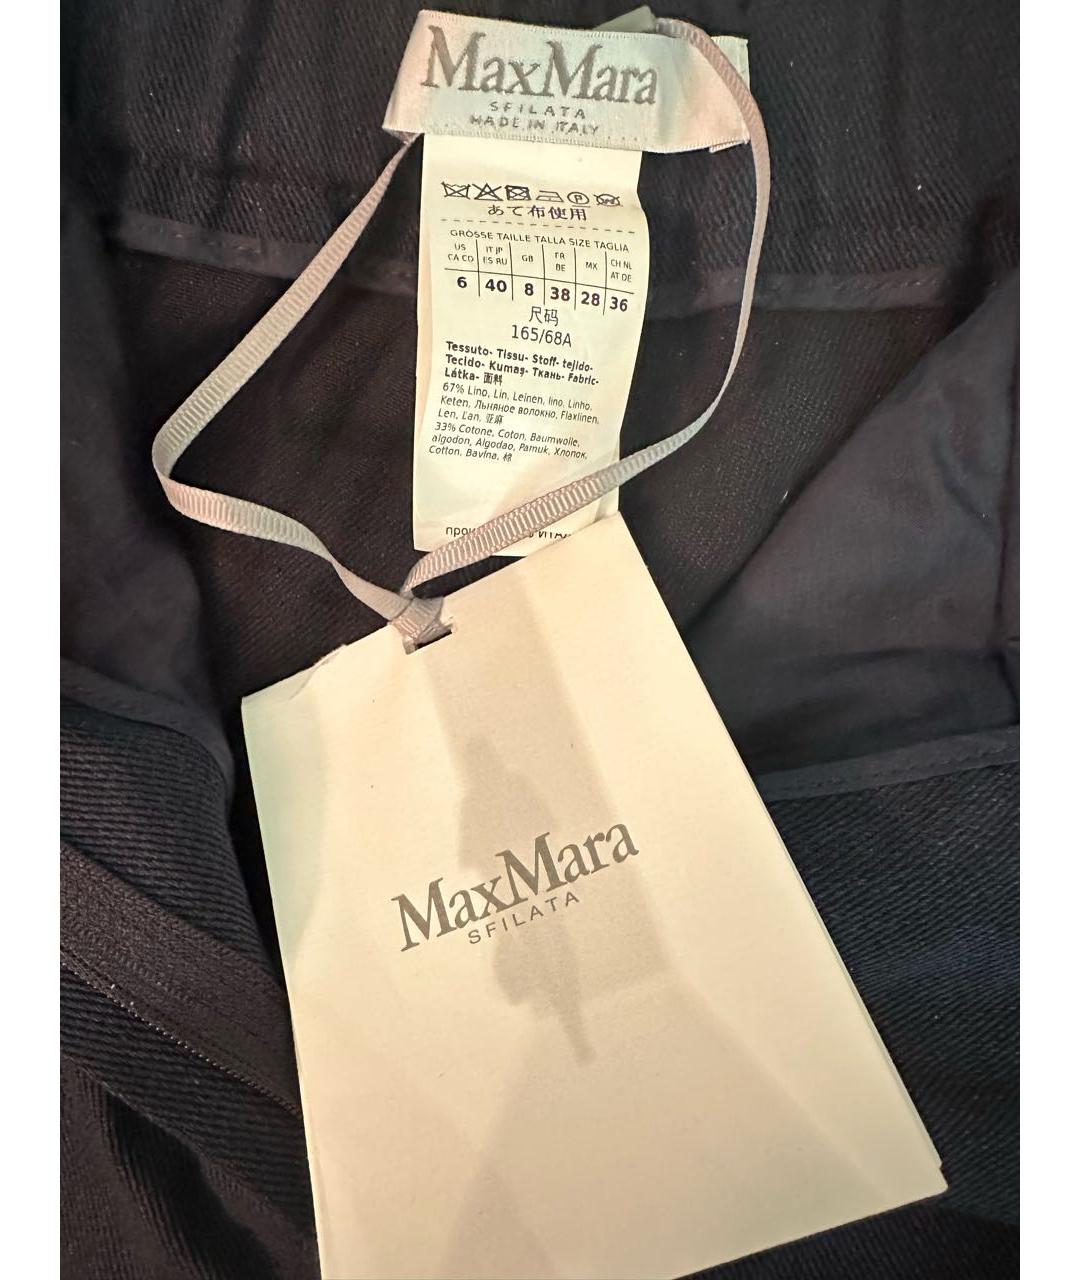 MaxMara
SFILATA
MADE IN ITALY
P
あて布使用
GRÖSSE TAILLE TALLA SIZE TAGLIA
US CA CO IT JP ES RU GB FR BE MX CH NL AT DE
6 40 8 38 28 36
尺码
165/68A
Tessuto- Tissu- Stoff- tejido-
Tecido- Kumaş- Ткань- Fabric-
Látka- 面料
67% Lino, Lin, Leinen, lino, Linho,
Keten, Льняное волокно, Flaxlinen,
Len, Ľan, 亚麻
33% Cotone, Coton, Baumwolle,
algodon, Algodao, Pamuk, Хлопок,
Cotton, Bavlna, 棉
MaxMara
SFILATA